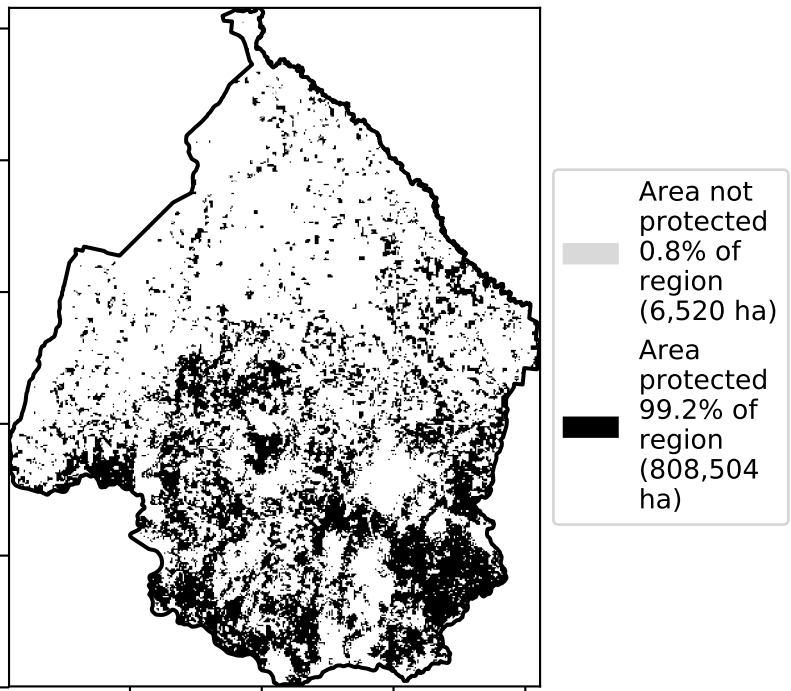 Area not
protected
0.8% of
region
(6,520 ha)
Area
protected
99.2% of
region
(808,504
ha)